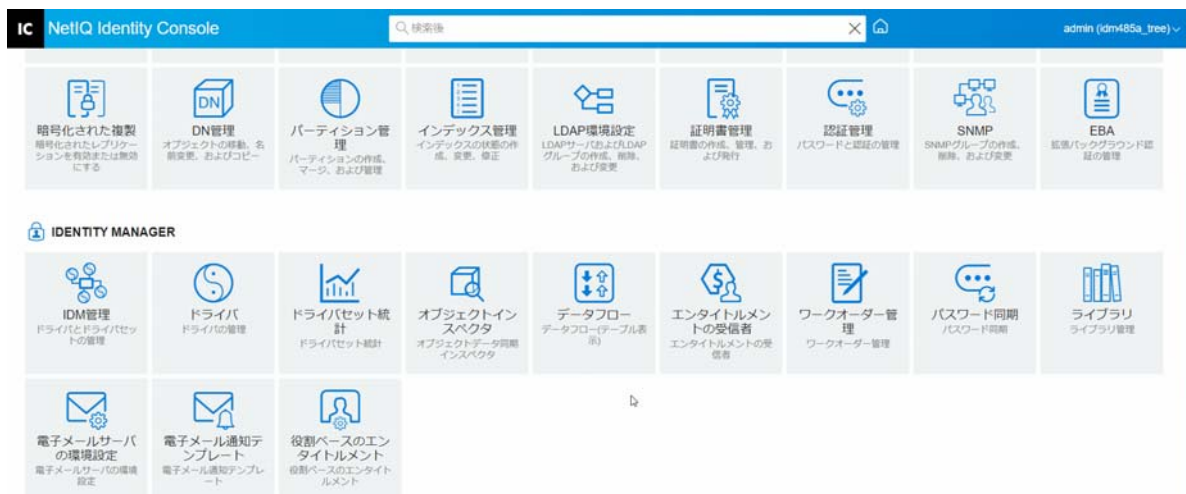 IC NetIQ Identity Console 検索後 admin (idm485a_tree)
暗号化された複製
暗号化されたレプリケー
ションを有効または無効
にする
DN
DN管理
オブジェクトの移動、名
前変更、およびコピー
パーティション管
理
パーティションの作成、
マージ、および管理
インデックス管理
インデックスの状態の作
成、変更、修正
LDAP環境設定
LDAPサーバおよびLDAP
グループの作成、削除、
および変更
証明書管理
証明書の作成、管理、お
よび発行
認証管理
パスワードと認証の管理
SNMP
SNMPグループの作成、
削除、および変更
EBA
拡張バックグラウンド認
証の管理
IDENTITY MANAGER
IDM管理
ドライバとドライバセッ
トの管理
ドライバ
ドライバの管理
ドライバセット統
計
ドライバセット統計
オブジェクトイン
スペクタ
オブジェクトデータ同期
インスペクタ
データフロー
データフロー(テーブル表
示)
エンタイトルメン
トの受信者
エンタイトルメントの受
信者
ワークオーダー管
理
ワークオーダー管理
パスワード同期
パスワード同期
ライブラリ
ライブラリ管理
電子メールサーバ
の環境設定
電子メールサーバの環境
設定
電子メール通知テ
ンプレート
電子メール通知テンプレ
ート
役割ベースのエン
タイトルメント
役割ベースのエンタイト
ルメント